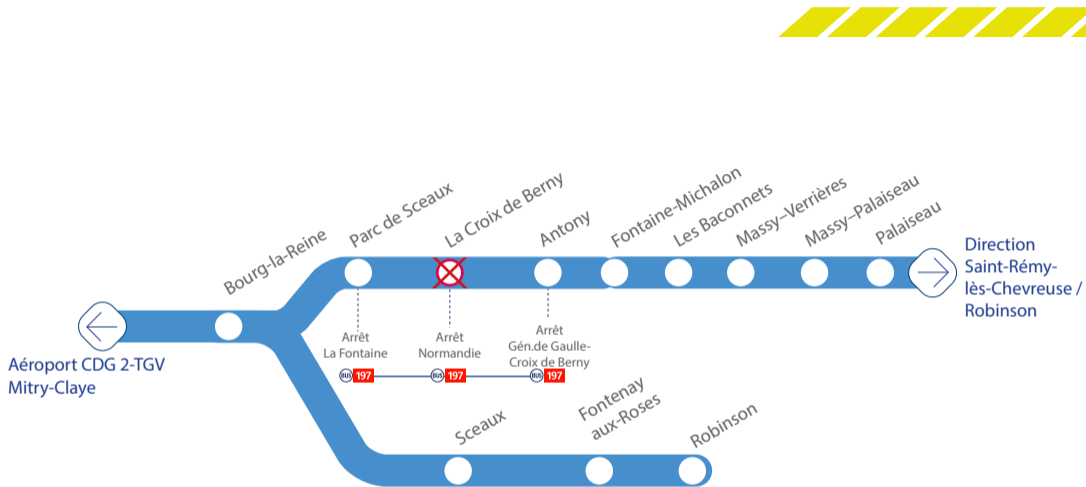 Bourg-la-Reine
Parc de Sceaux
La Croix de Berny
Antony
Fontaine-Michalon
Les Baconnets
Massy–Verrières
Massy–Palaiseau
Palaiseau
Direction
Saint-Rémy-
lès-Chevreuse /
Robinson
Aéroport CDG 2-TGV
Mitry-Claye
Arrêt
La Fontaine
BUS 197
Arrêt
Normandie
BUS 197
Arrêt
Gén.de Gaulle-
Croix de Berny
BUS 197
Sceaux
Fontenay
aux-Roses
Robinson